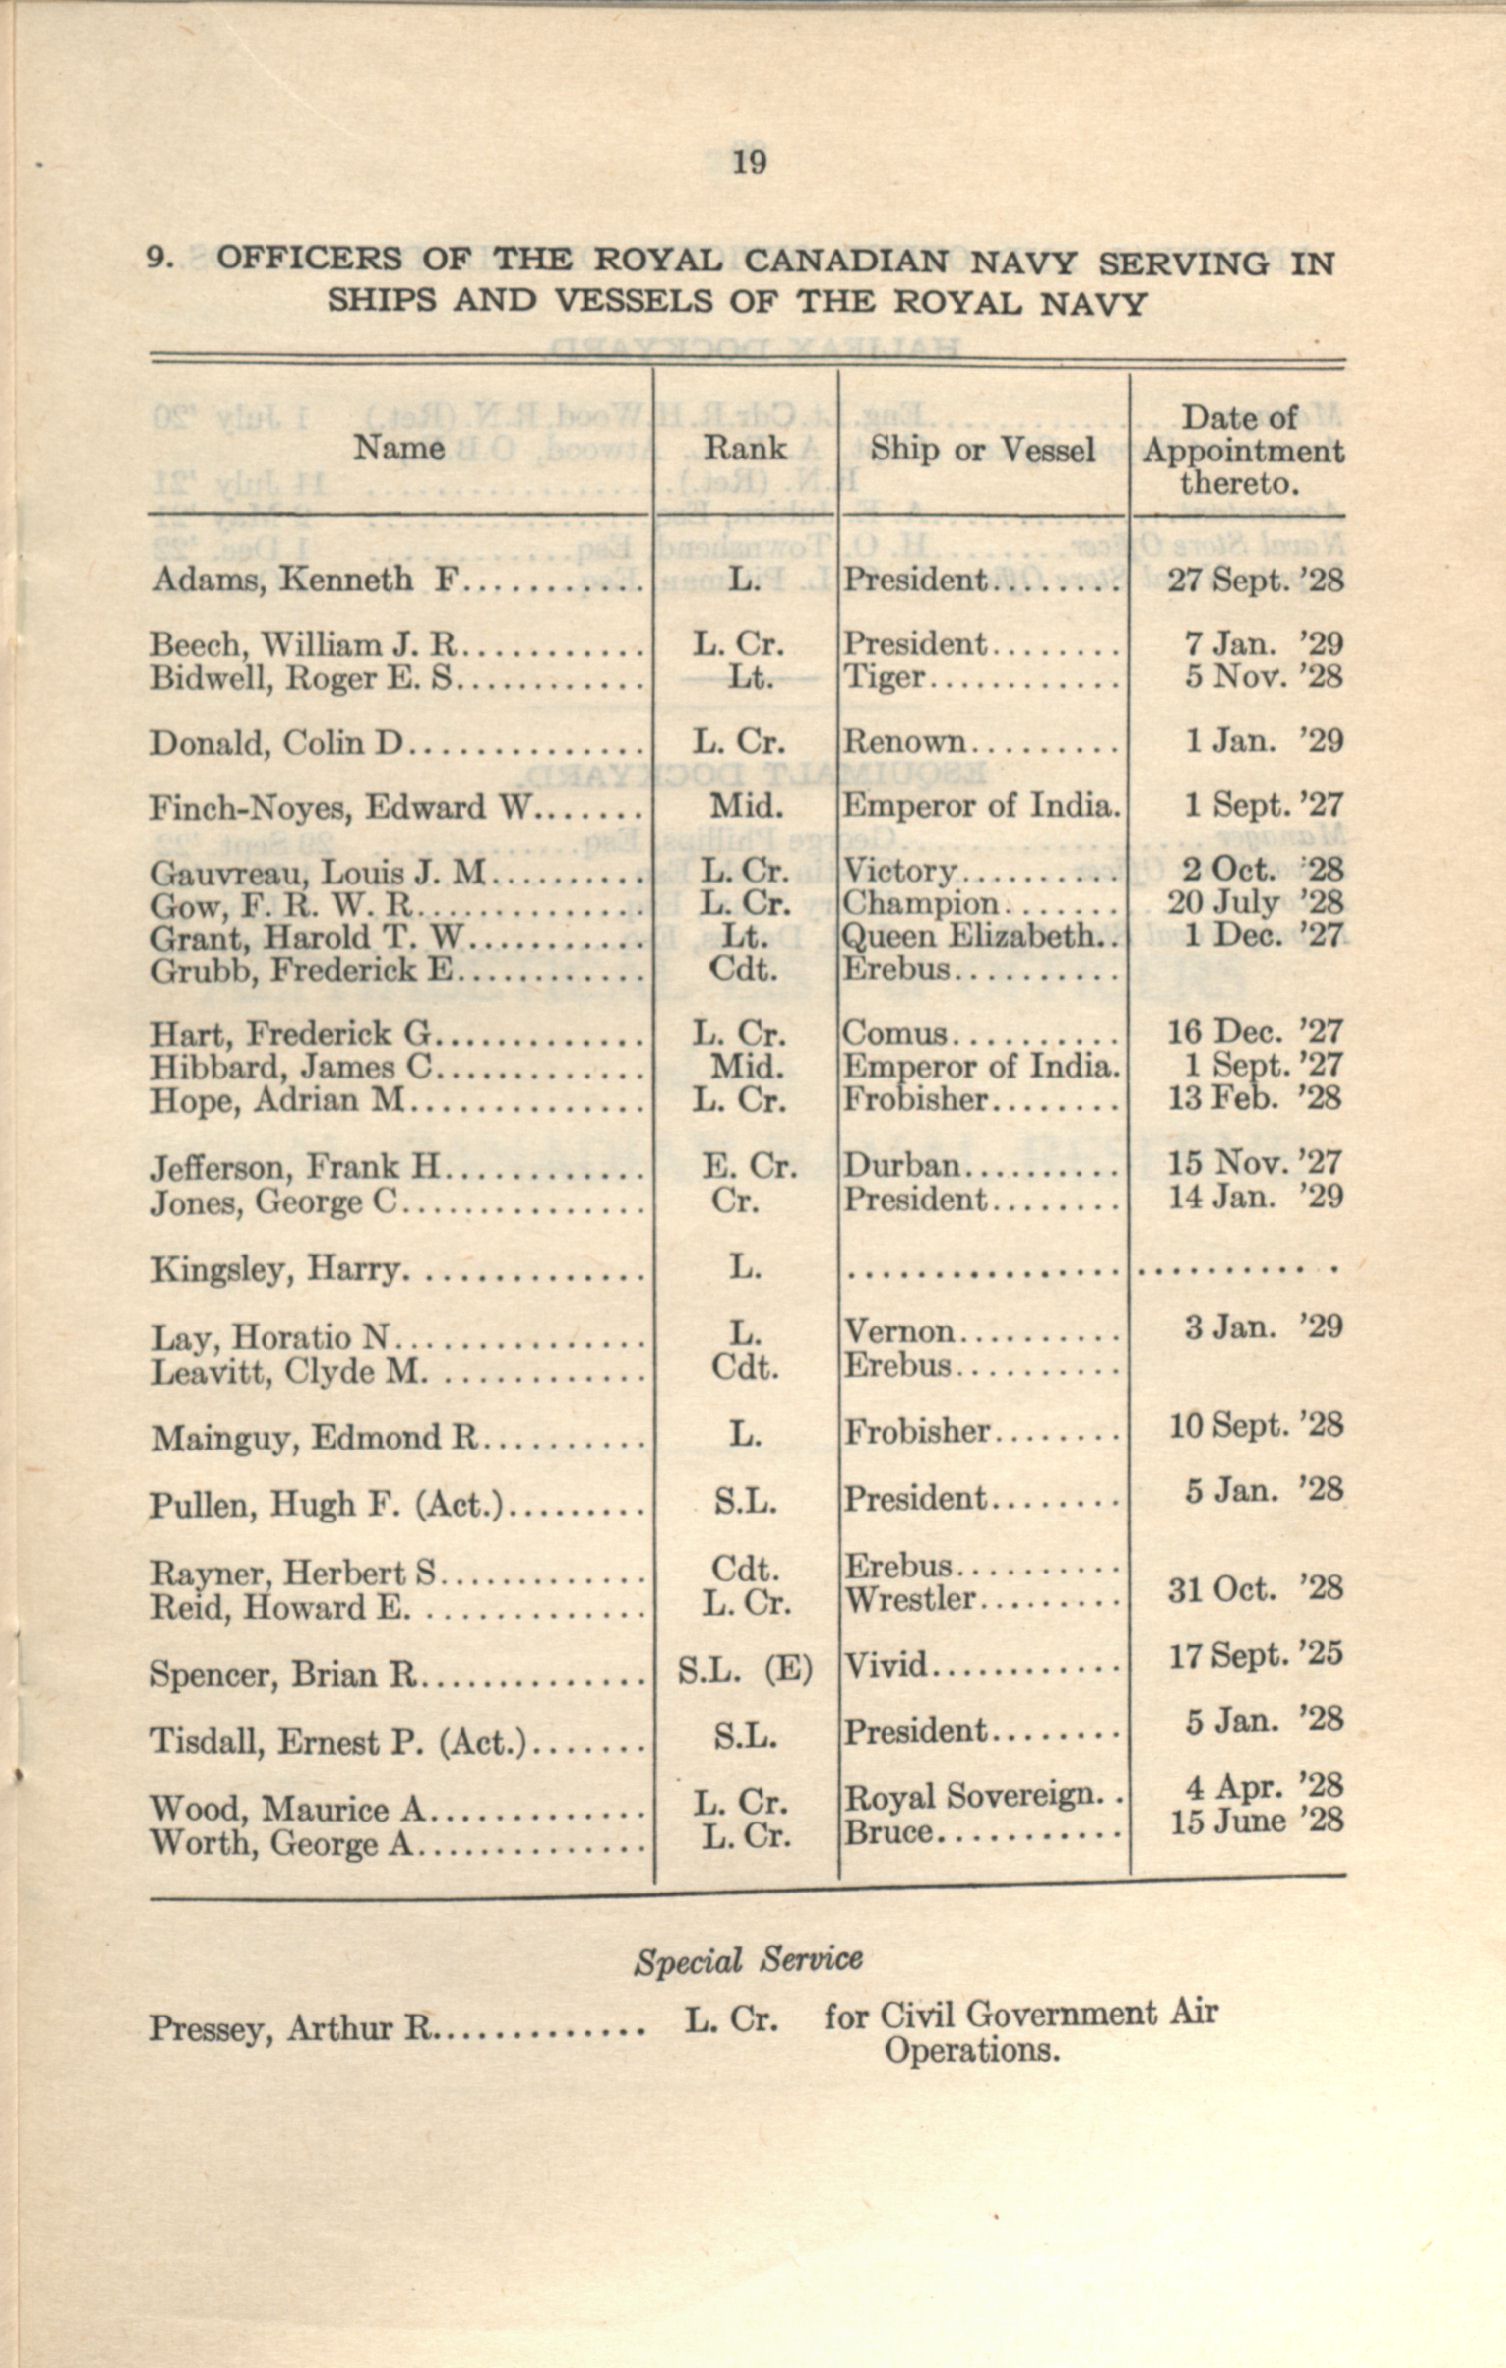 19
9. OFFICERS OF THE ROYAL CANADIAN NAVY SERVING IN
SHIPS AND VESSELS OF THE ROYAL NAVY
Name Rank Ship or Vessel Date of Appointment thereto.
Adams, Kenneth F............ L. President........ 27 Sept. ’28
Beech, William J. R............ L. Cr. President........ 7 Jan. ’29
Bidwell, Roger E. S............. Lt. Tiger............ 5 Nov. ’28
Donald, Colin D............... L. Cr. Renown......... 1 Jan. ’29
Finch-Noyes, Edward W....... Mid. Emperor of India. 1 Sept. ’27
Gauvreau, Louis J. M.......... L. Cr. Victory.......... 2 Oct. ’28
Gow, F. R. W. R.............. L. Cr. Champion....... 20 July ’28
Grant, Harold T. W........... Lt. Queen Elizabeth.. 1 Dec. ’27
Grubb, Frederick E............ Cdt. Erebus..........
Hart, Frederick G............. L. Cr. Comus.......... 16 Dec. ’27
Hibbard, James C............. Mid. Emperor of India. 1 Sept. ’27
Hope, Adrian M.............. L. Cr. Frobisher........ 13 Feb. ’28
Jefferson, Frank H............ E. Cr. Durban.......... 15 Nov. ’27
Jones, George C............... Cr. President........ 14 Jan. ’29
Kingsley, Harry. .............. L. ................ ............
Lay, Horatio N............... L. Vernon.......... 3 Jan. ’29
Leavitt, Clyde M. ............ Cdt. Erebus..........
Mainguy, Edmond R.......... L. Frobisher........ 10 Sept. ’28
Pullen, Hugh F. (Act.)......... S.L. President........ 5 Jan. ’28
Rayner, Herbert S............. Cdt. Erebus..........
Reid, Howard E. .............. L. Cr. Wrestler......... 31 Oct. ’28
Spencer, Brian R.............. S.L. (E) Vivid............ 17 Sept. ’25
Tisdall, Ernest P. (Act.)....... S.L. President........ 5 Jan. ’28
Wood, Maurice A............. L. Cr. Royal Sovereign. . 4 Apr. ’28
Worth, George A.............. L. Cr. Bruce........... 15 June ’28
Special Service
Pressey, Arthur R............. L. Cr. for Civil Government Air
Operations.